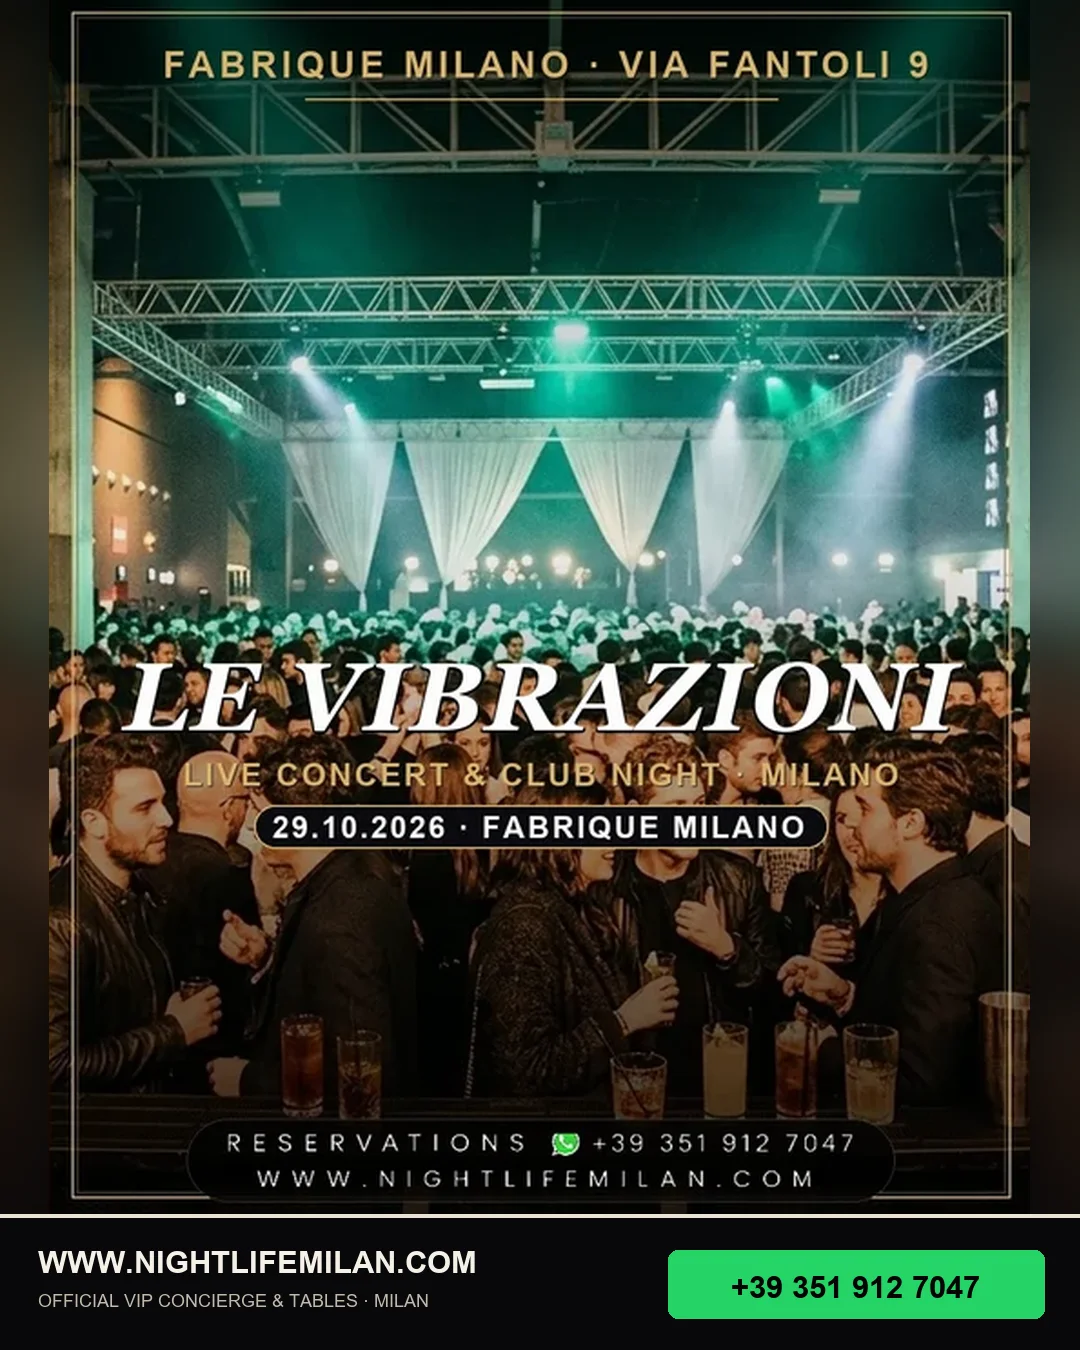 FABRIQUE MILANO · VIA FANTOLI 9
LE VIBRAZIONI
LIVE CONCERT & CLUB NIGHT · MILANO
29.10.2026 · FABRIQUE MILANO
RESERVATIONS +39 351 912 7047
WWW.NIGHTLIFEMILAN.COM
WWW.NIGHTLIFEMILAN.COM
OFFICIAL VIP CONCIERGE & TABLES · MILAN
+39 351 912 7047